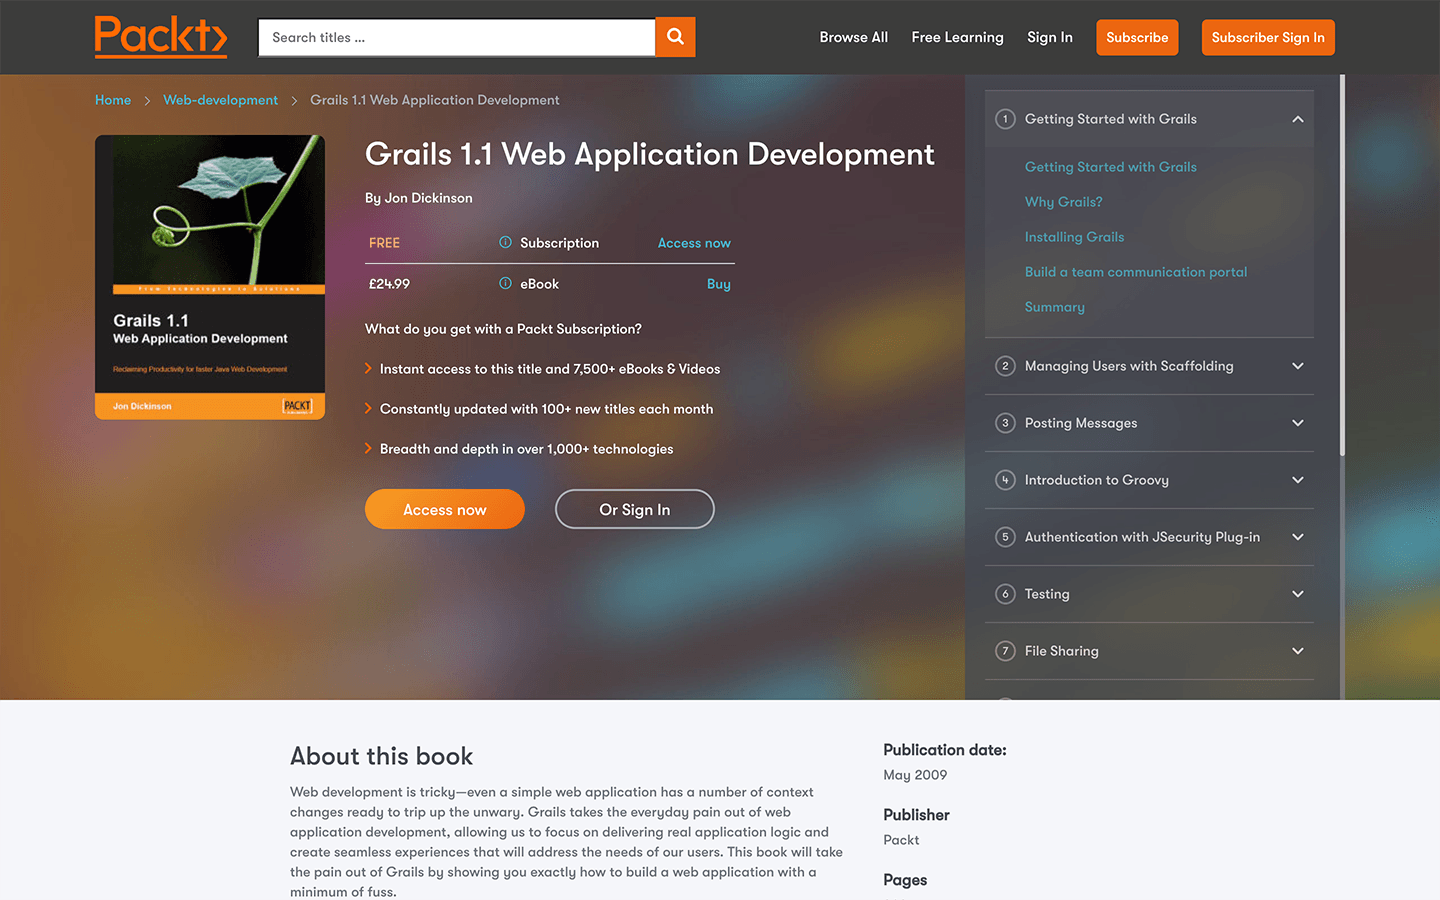 Packt
Search titles ...
Browse All
Free Learning
Sign In
Subscribe
Subscriber Sign In
Home > Web-development > Grails 1.1 Web Application Development
From Technologies to Solutions
Grails 1.1
Web Application Development
Reclaiming Productivity for faster Java Web Development
Jon Dickinson
PACKT
Grails 1.1 Web Application Development
By Jon Dickinson
FREE Subscription Access now
£24.99 eBook Buy
What do you get with a Packt Subscription?
Instant access to this title and 7,500+ eBooks & Videos
Constantly updated with 100+ new titles each month
Breadth and depth in over 1,000+ technologies
Access now
Or Sign In
1 Getting Started with Grails
Getting Started with Grails
Why Grails?
Installing Grails
Build a team communication portal
Summary
2 Managing Users with Scaffolding
3 Posting Messages
4 Introduction to Groovy
5 Authentication with JSecurity Plug-in
6 Testing
7 File Sharing
About this book
Web development is tricky—even a simple web application has a number of context
changes ready to trip up the unwary. Grails takes the everyday pain out of web
application development, allowing us to focus on delivering real application logic and
create seamless experiences that will address the needs of our users. This book will take
the pain out of Grails by showing you exactly how to build a web application with a
minimum of fuss.
Publication date:
May 2009
Publisher
Packt
Pages